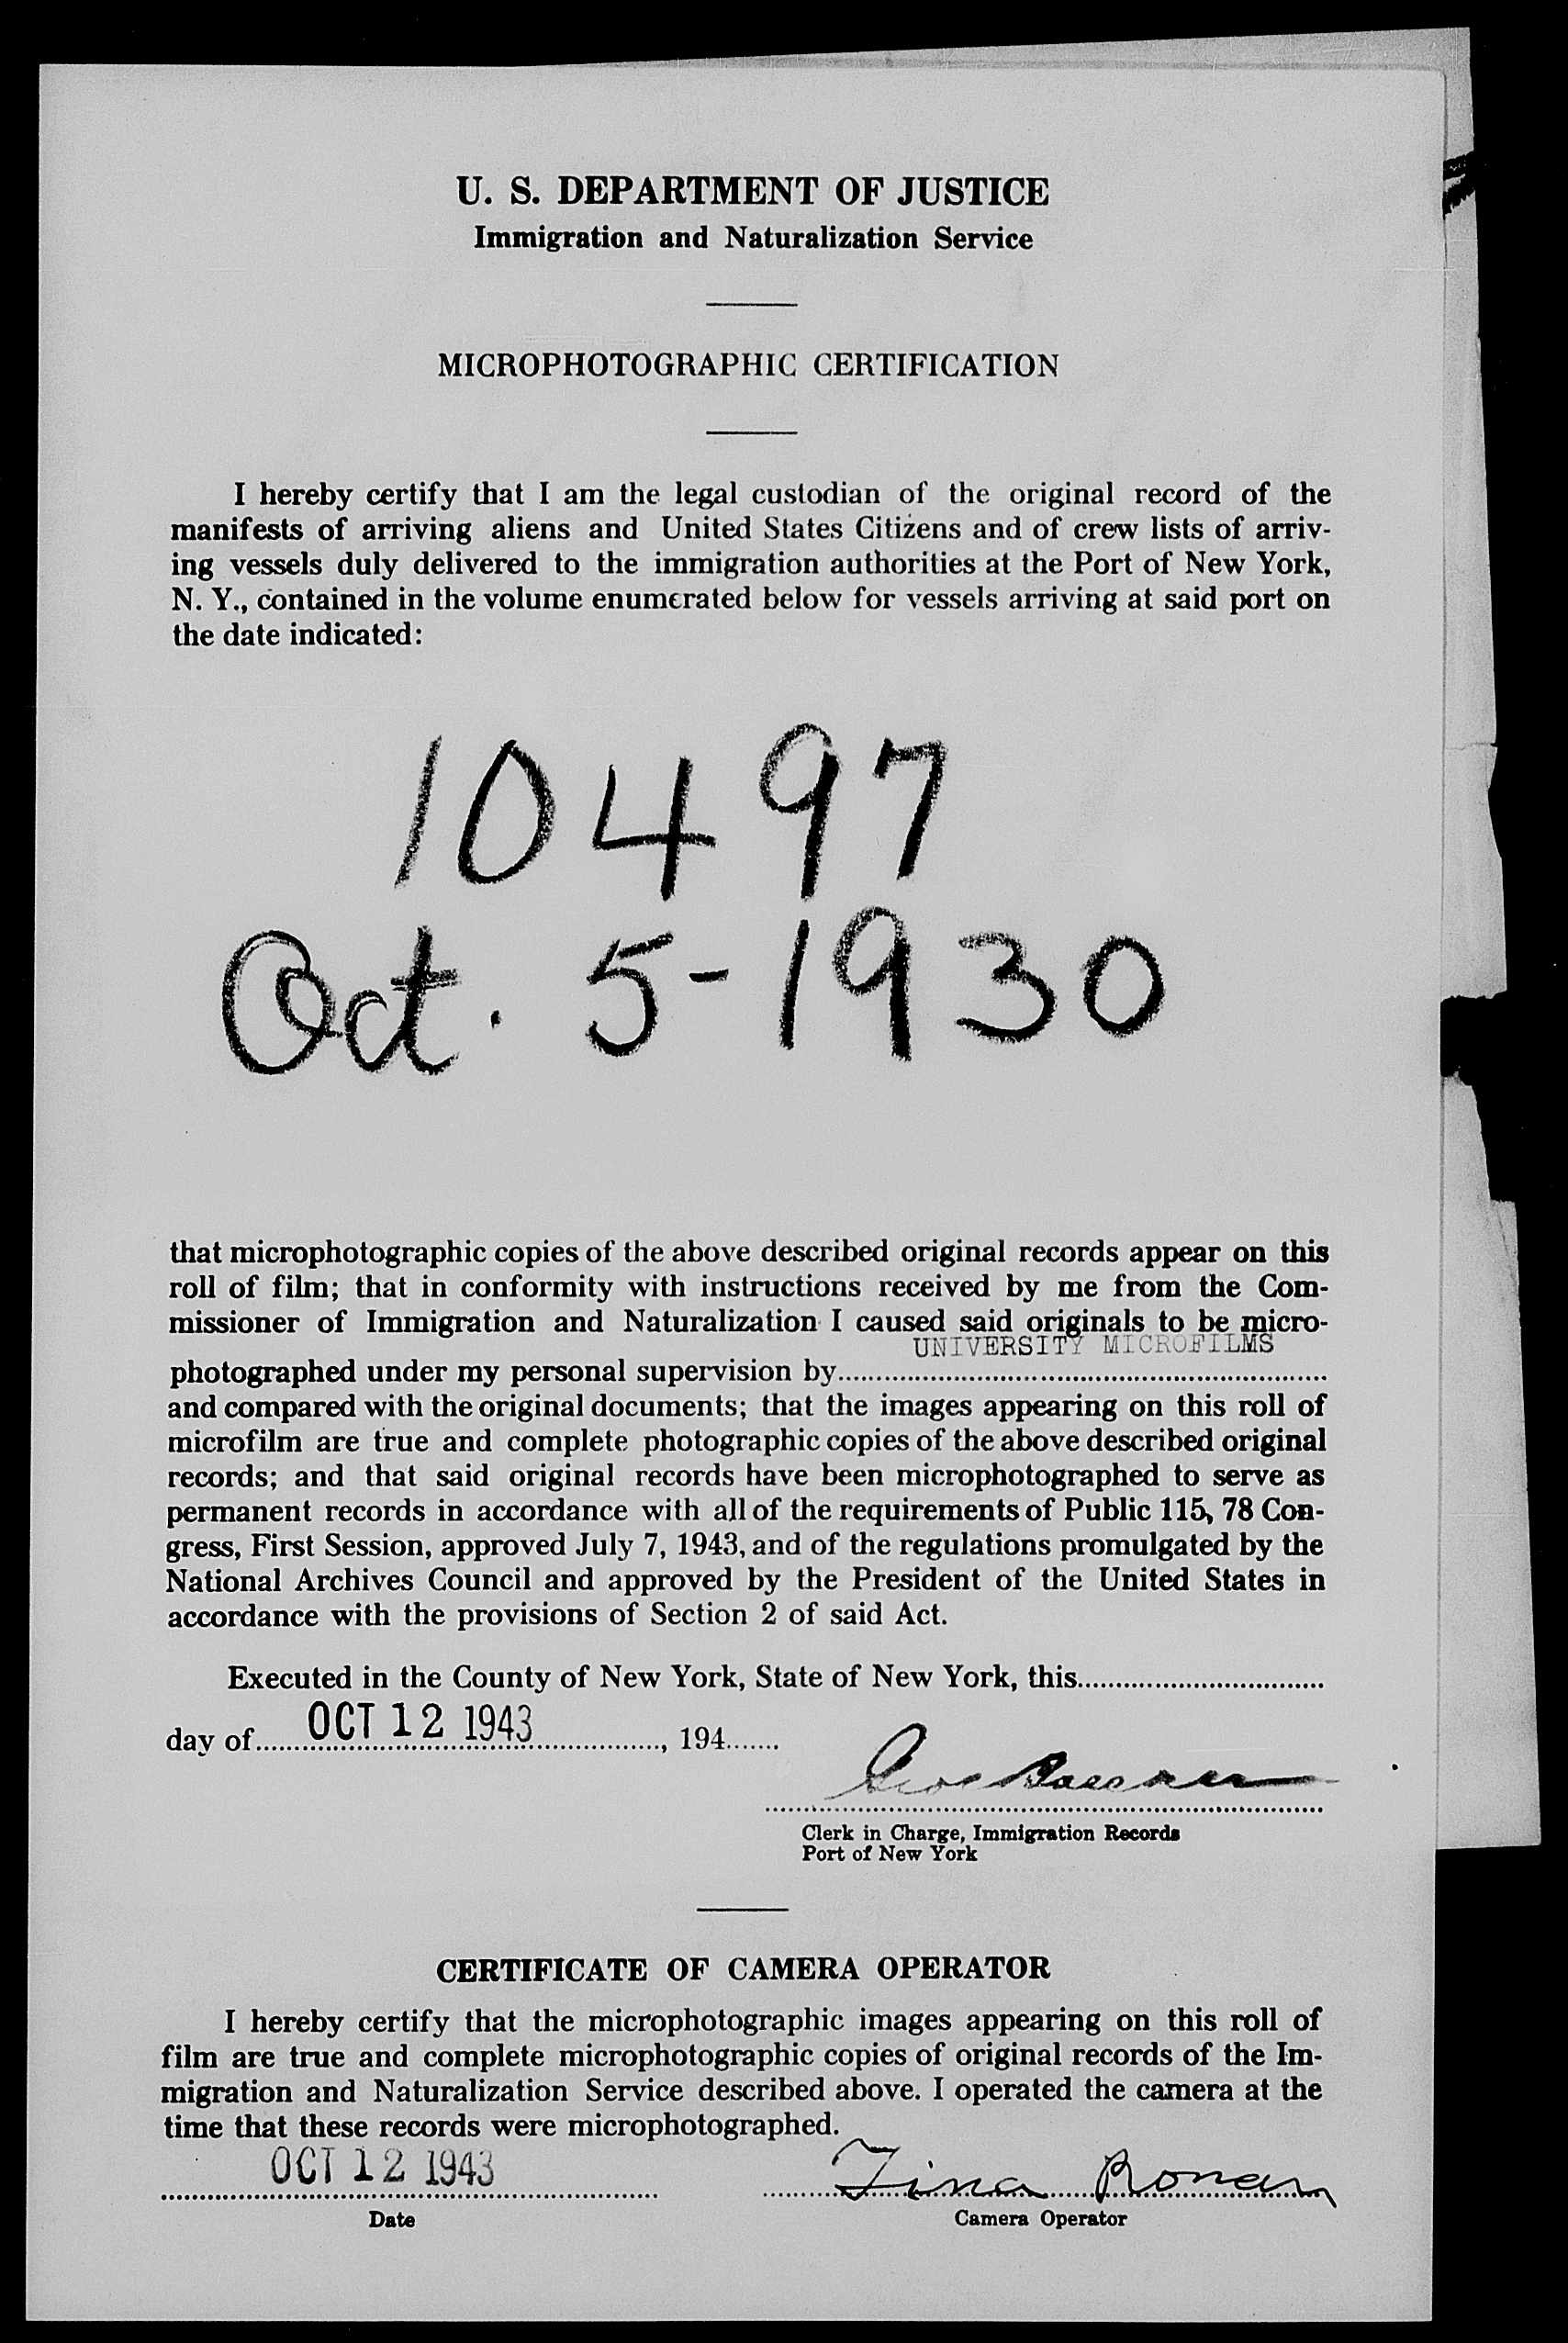 U. S. DEPARTMENT OF JUSTICE
Immigration and Naturalization Service
MICROPHOTOGRAPHIC CERTIFICATION
I hereby certify that I am the legal custodian of the original record of the
manifests of arriving aliens and United States Citizens and of crew lists of arriv-
ing vessels duly delivered to the immigration authorities at the Port of New York,
N. Y., contained in the volume enumerated below for vessels arriving at said port on
the date indicated:
10497
Oct. 5-1930
that microphotographic copies of the above described original records appear on this
roll of film; that in conformity with instructions received by me from the Com-
missioner of Immigration and Naturalization I caused said originals to be micro-
UNIVERSITY MICROFILMS
photographed under my personal supervision by
and compared with the original documents; that the images appearing on this roll of
microfilm are true and complete photographic copies of the above described original
records; and that said original records have been microphotographed to serve as
permanent records in accordance with all of the requirements of Public 115, 78 Con-
gress, First Session, approved July 7, 1943, and of the regulations promulgated by the
National Archives Council and approved by the President of the United States in
accordance with the provisions of Section 2 of said Act.
Executed in the County of New York, State of New York, this
day of OCT 12 1943, 194
Clerk in Charge, Immigration Records
Port of New York
CERTIFICATE OF CAMERA OPERATOR
I hereby certify that the microphotographic images appearing on this roll of
film are true and complete microphotographic copies of original records of the Im-
migration and Naturalization Service described above. I operated the camera at the
time that these records were microphotographed.
OCT 12 1943 Tina Ronan
Date Camera Operator